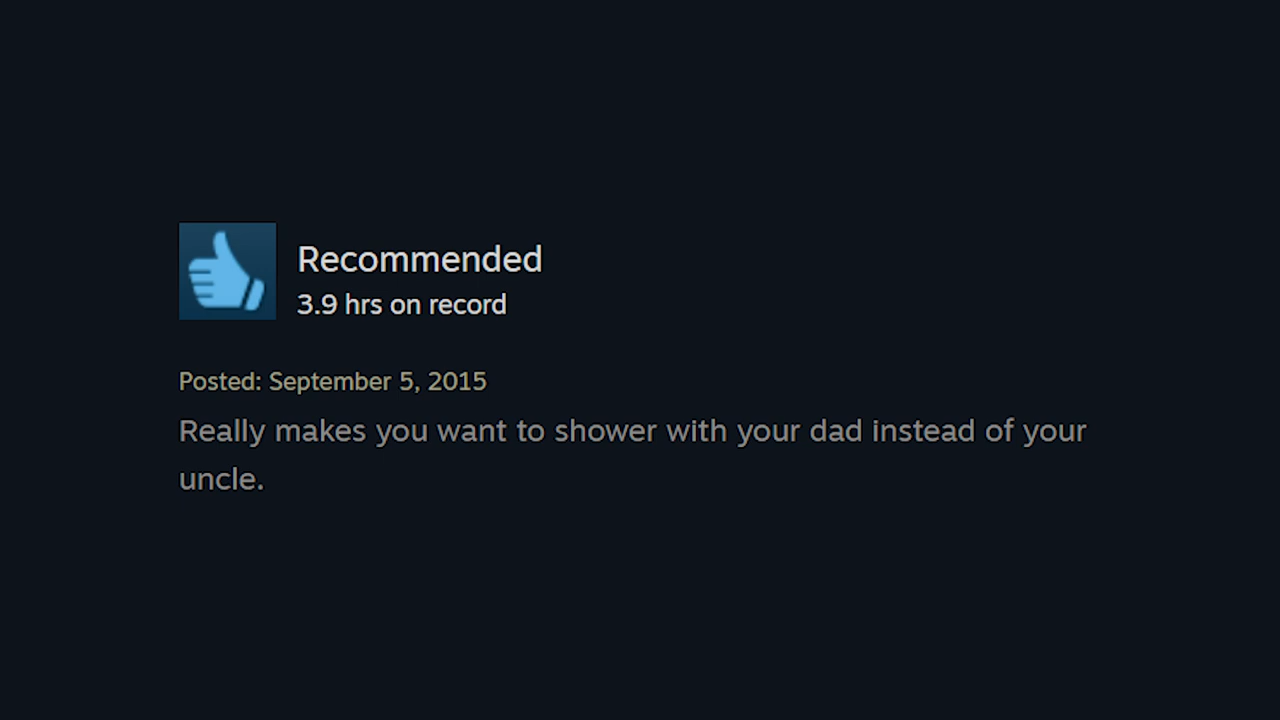 Recommended
3.9 hrs on record
Posted: September 5, 2015
Really makes you want to shower with your dad instead of your
uncle.